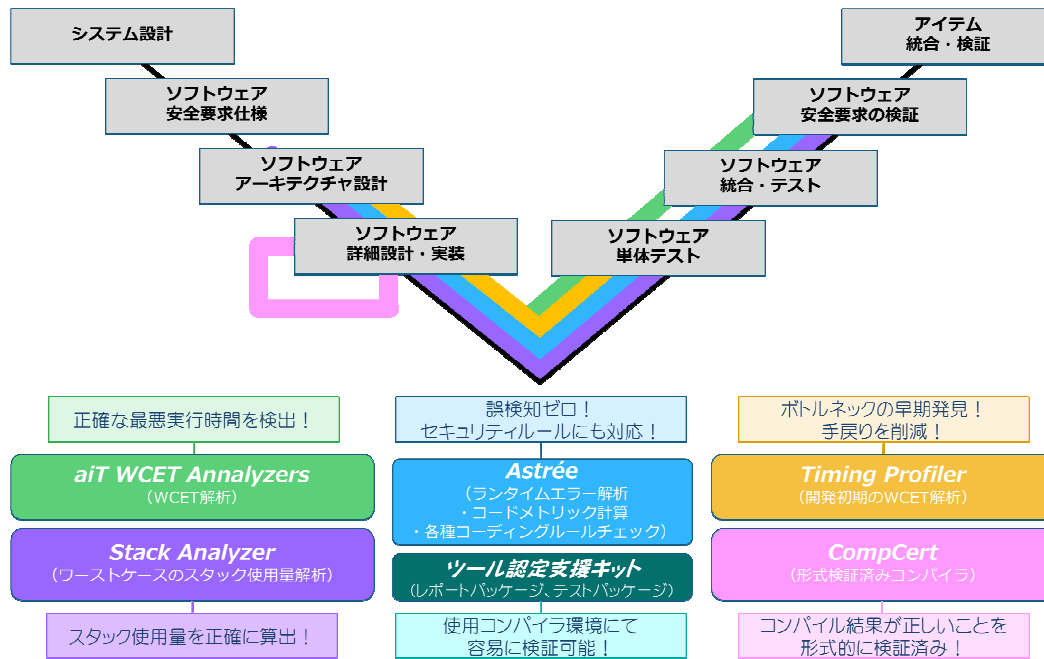 システム設計
アイテム
統合・検証
ソフトウェア
安全要求仕様
ソフトウェア
安全要求の検証
ソフトウェア
アーキテクチャ設計
ソフトウェア
統合・テスト
ソフトウェア
詳細設計・実装
ソフトウェア
単体テスト
正確な最悪実行時間を検出！
誤検知ゼロ！
セキュリティルールにも対応！
ボトルネックの早期発見！
手戻りを削減！
aiT WCET Annalyzers
（WCET解析）
Astrée
（ランタイムエラー解析
・コードメトリック計算
・各種コーディングルールチェック）
Timing Profiler
（開発初期のWCET解析）
Stack Analyzer
（ワーストケースのスタック使用量解析）
ツール認定支援キット
（レポートパッケージ、テストパッケージ）
CompCert
（形式検証済みコンパイラ）
スタック使用量を正確に算出！
使用コンパイラ環境にて
容易に検証可能！
コンパイル結果が正しいことを
形式的に検証済み！